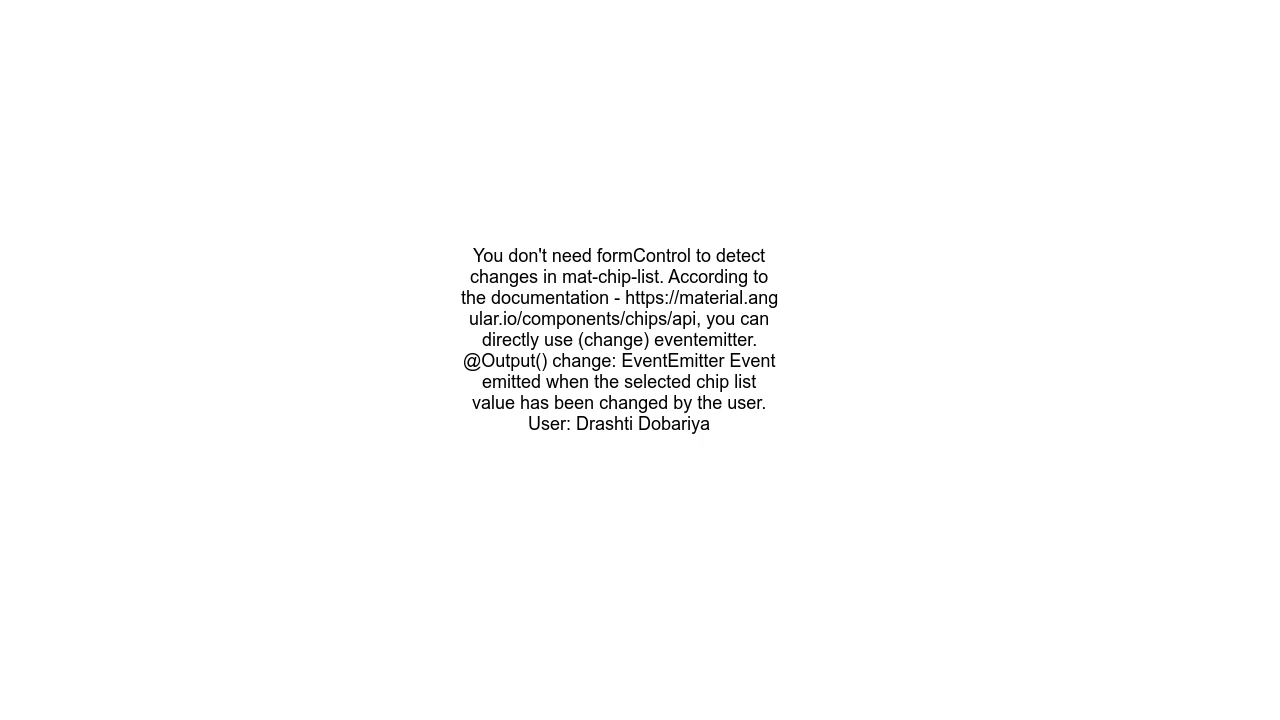 You don't need formControl to detect
changes in mat-chip-list. According to
the documentation - https://material.ang
ular.io/components/chips/api, you can
directly use (change) eventemitter.
@Output() change: EventEmitter Event
emitted when the selected chip list
value has been changed by the user.
User: Drashti Dobariya